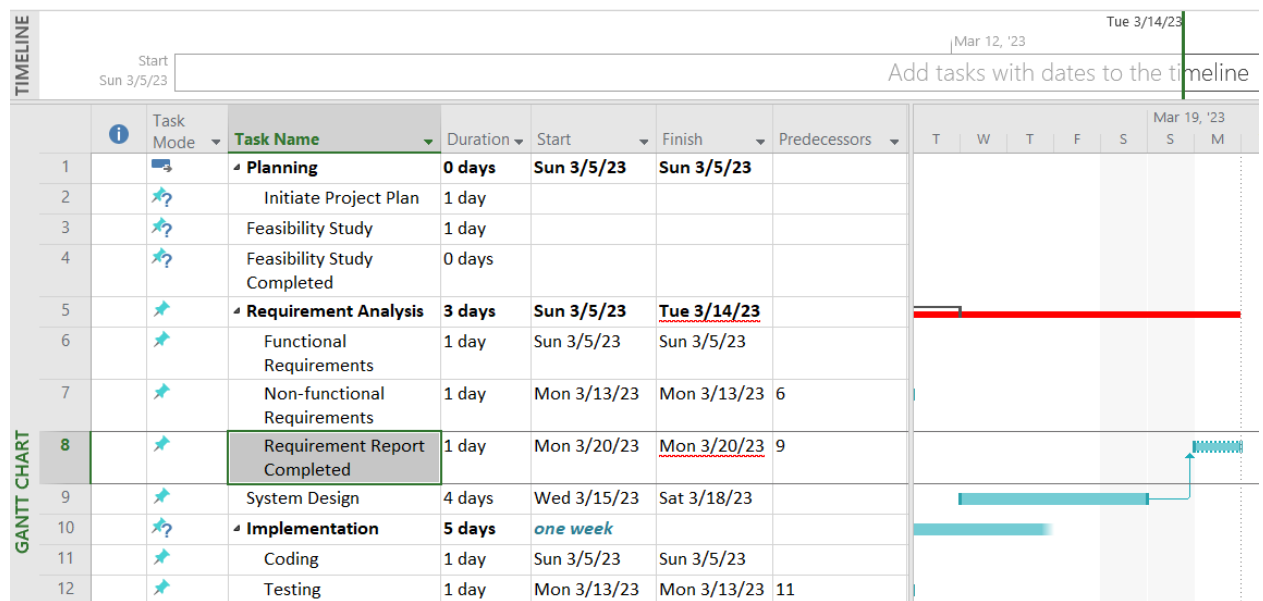 TIMELINE
Tue 3/14/23
Mar 12, '23
Start
Sun 3/5/23
Add tasks with dates to the timeline
GANTT CHART
Task Mode Task Name Duration Start Finish Predecessors
Mar 19, '23
T W T F S S M
1 Planning 0 days Sun 3/5/23 Sun 3/5/23
2 Initiate Project Plan 1 day
3 Feasibility Study 1 day
4 Feasibility Study 0 days
Completed
5 Requirement Analysis 3 days Sun 3/5/23 Tue 3/14/23
6 Functional 1 day Sun 3/5/23 Sun 3/5/23
Requirements
7 Non-functional 1 day Mon 3/13/23 Mon 3/13/23 6
Requirements
8 Requirement Report 1 day Mon 3/20/23 Mon 3/20/23 9
Completed
9 System Design 4 days Wed 3/15/23 Sat 3/18/23
10 Implementation 5 days one week
11 Coding 1 day Sun 3/5/23 Sun 3/5/23
12 Testing 1 day Mon 3/13/23 Mon 3/13/23 11